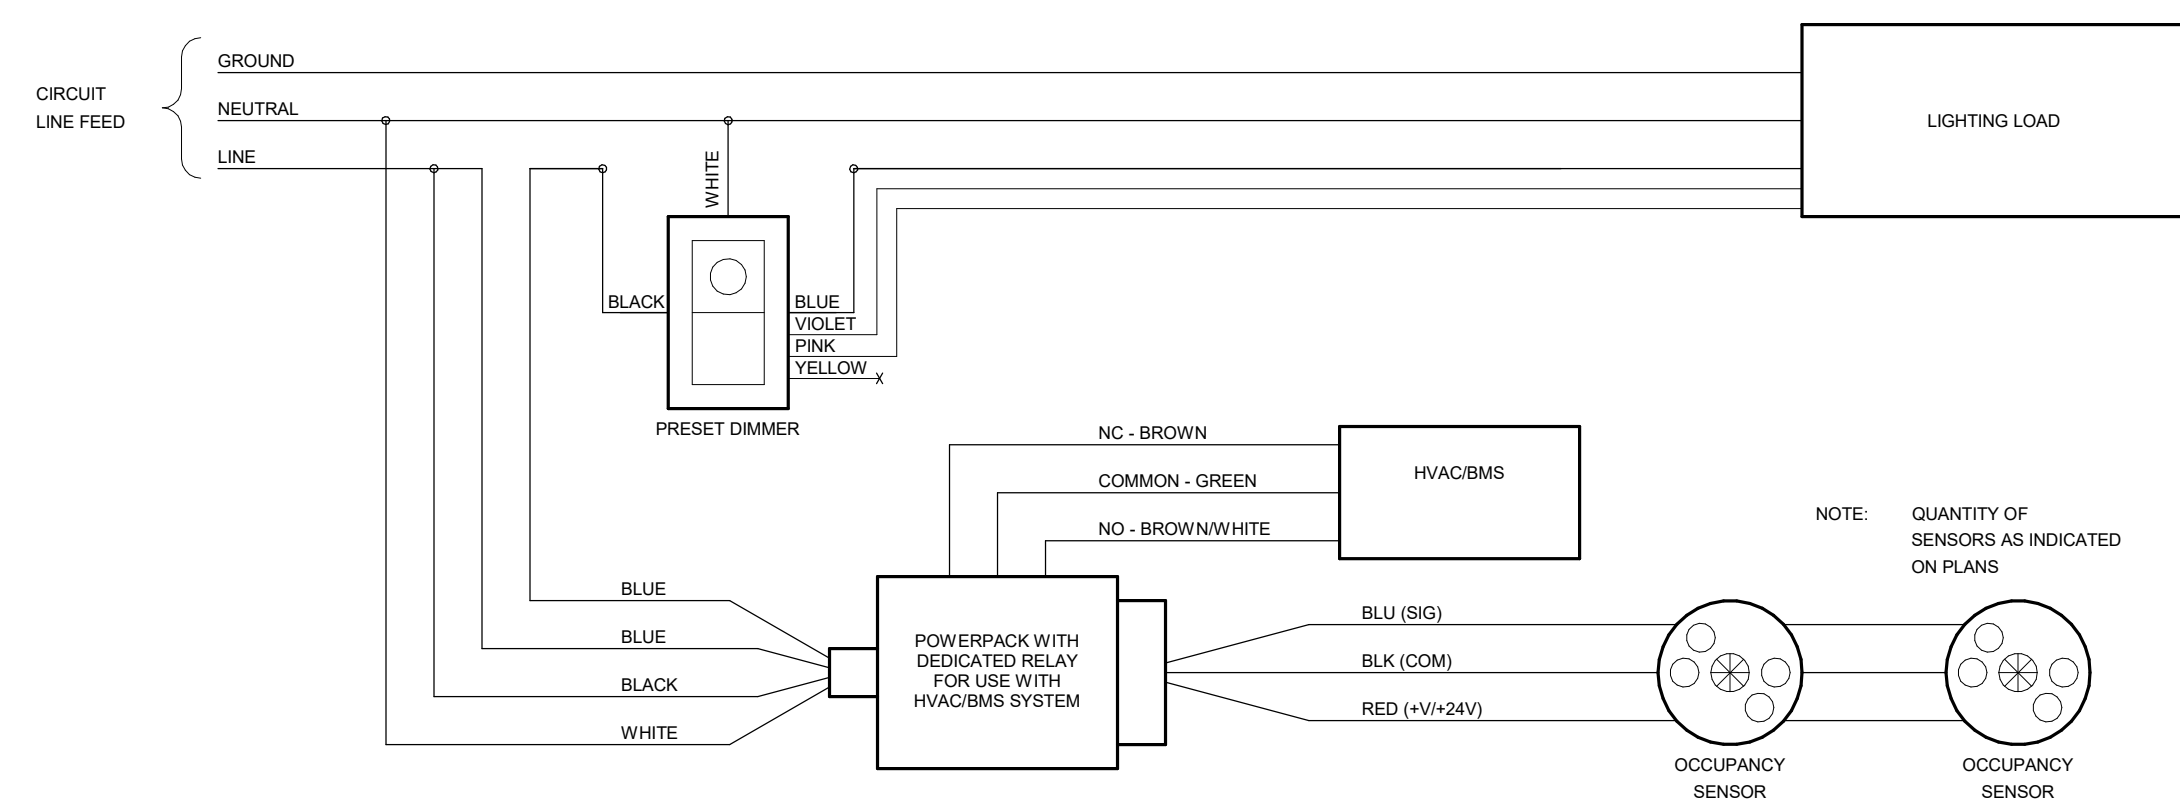 GROUND
CIRCUIT
LINE FEED
NEUTRAL
LINE
WHITE
LIGHTING LOAD
BLACK
BLUE
VIOLET
PINK
YELLOW
PRESET DIMMER
NC - BROWN
COMMON - GREEN
NO - BROWN/WHITE
HVAC/BMS
NOTE: QUANTITY OF
SENSORS AS INDICATED
ON PLANS
BLUE
BLUE
BLACK
WHITE
POWERPACK WITH
DEDICATED RELAY
FOR USE WITH
HVAC/BMS SYSTEM
BLU (SIG)
BLK (COM)
RED (+V/+24V)
OCCUPANCY
SENSOR
OCCUPANCY
SENSOR